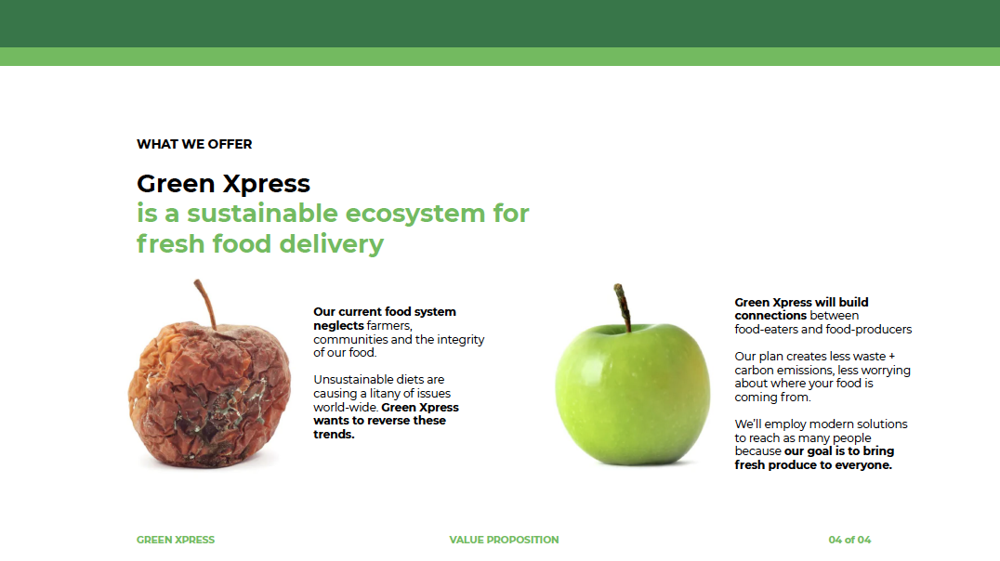 WHAT WE OFFER
Green Xpress
is a sustainable ecosystem for
fresh food delivery
Our current food system
neglects farmers,
communities and the integrity
of our food.
Unsustainable diets are
causing a litany of issues
world-wide. Green Xpress
wants to reverse these
trends.
Green Xpress will build
connections between
food-eaters and food-producers
Our plan creates less waste +
carbon emissions, less worrying
about where your food is
coming from.
We’ll employ modern solutions
to reach as many people
because our goal is to bring
fresh produce to everyone.
GREEN XPRESS
VALUE PROPOSITION
04 of 04